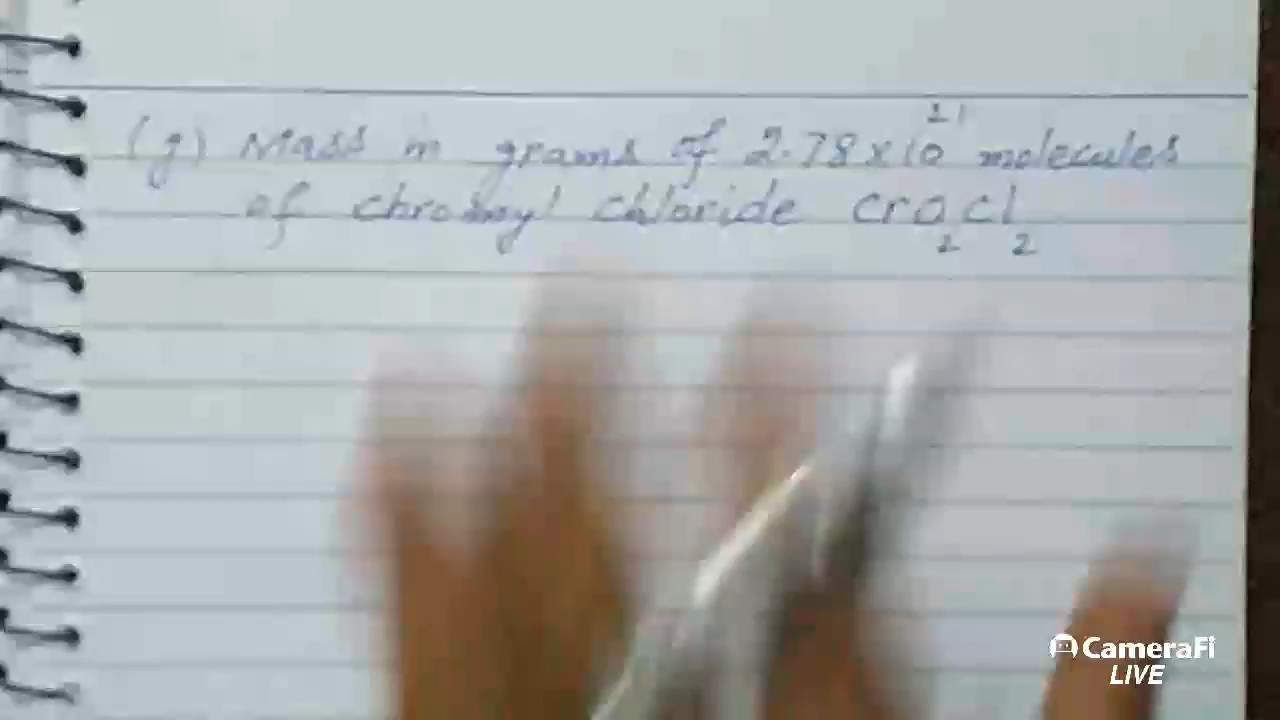 (g) Mass in grams of 2.78x10²¹ molecules
of chromyl chloride cro₂cl₂
CameraFi
LIVE